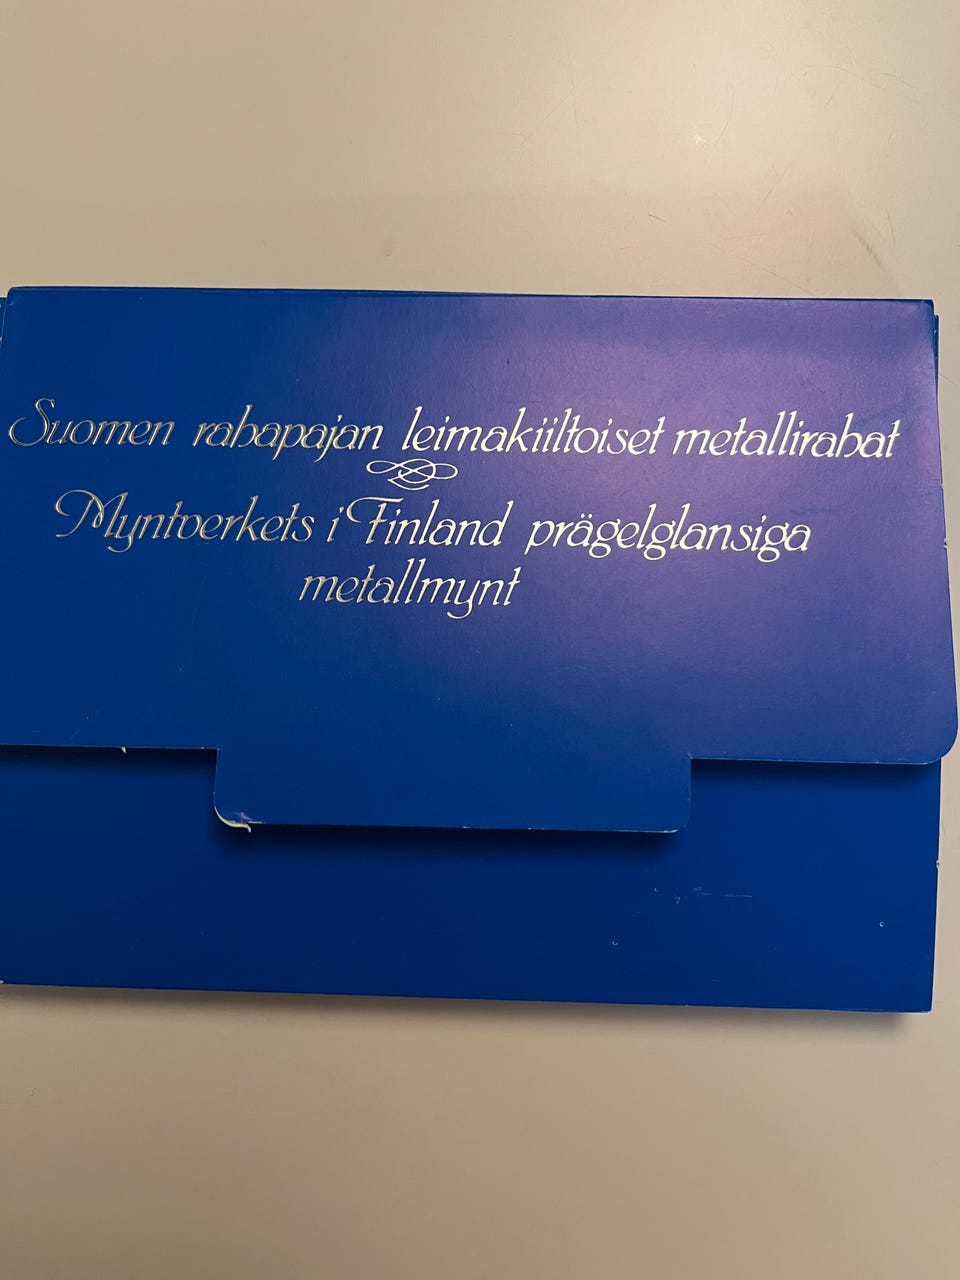 Suomen rahapajan leimakiiltoiset metallirahat
Myntverkets i Finland prägelglansiga
metallmynt